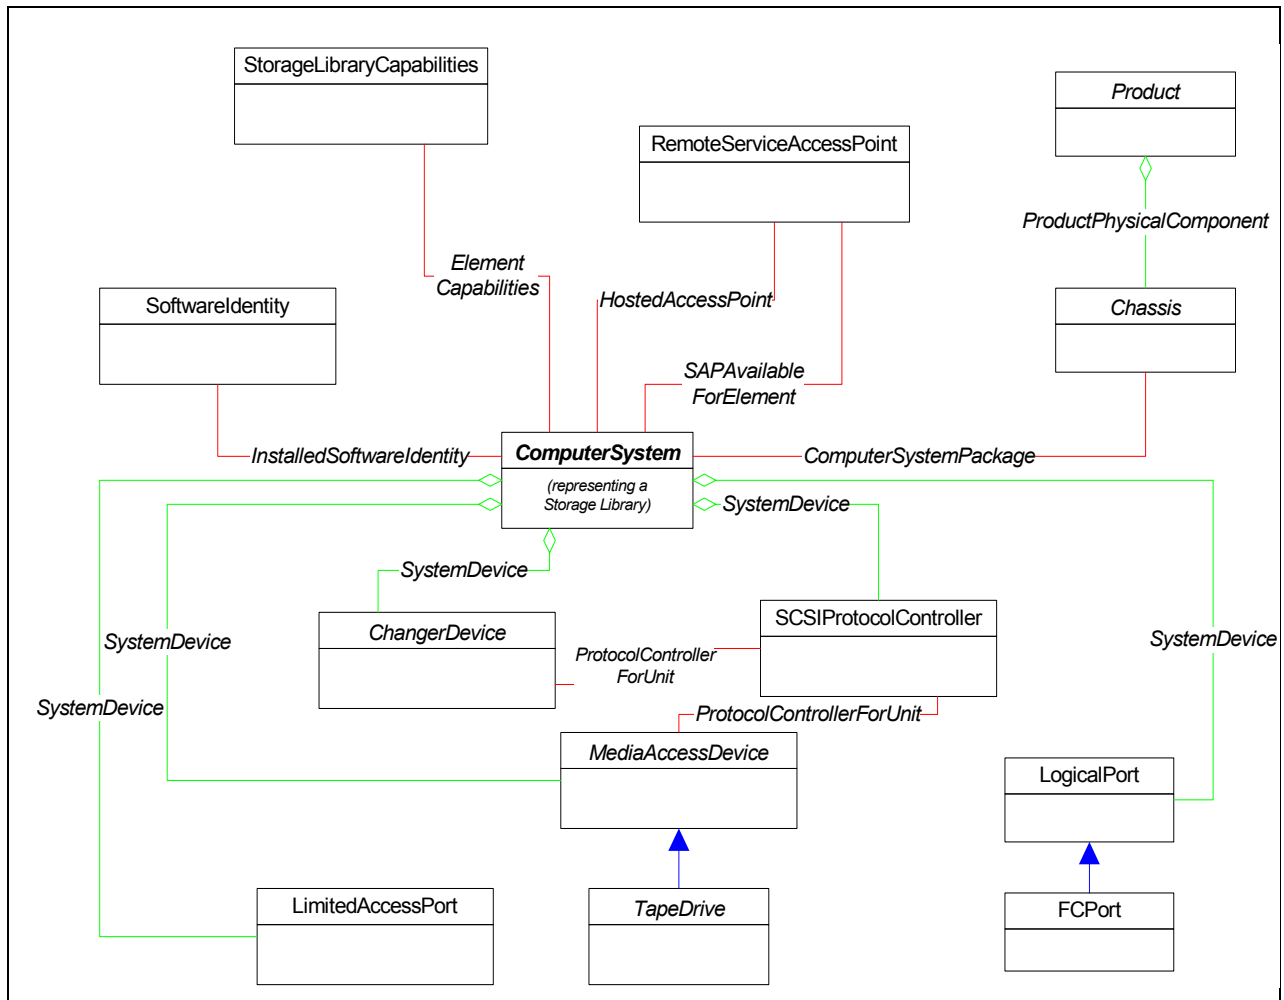 StorageLibraryCapabilities
Product
RemoteServiceAccessPoint
ProductPhysicalComponent
Element
Capabilities
HostedAccessPoint
SoftwareIdentity
Chassis
SAPAvailable
ForElement
InstalledSoftwareIdentity
ComputerSystem
(representing a
Storage Library)
ComputerSystemPackage
SystemDevice
SystemDevice
ChangerDevice
SCSIProtocolController
SystemDevice
SystemDevice
ProtocolController
ForUnit
SystemDevice
ProtocolControllerForUnit
MediaAccessDevice
LogicalPort
LimitedAccessPort
TapeDrive
FCPort